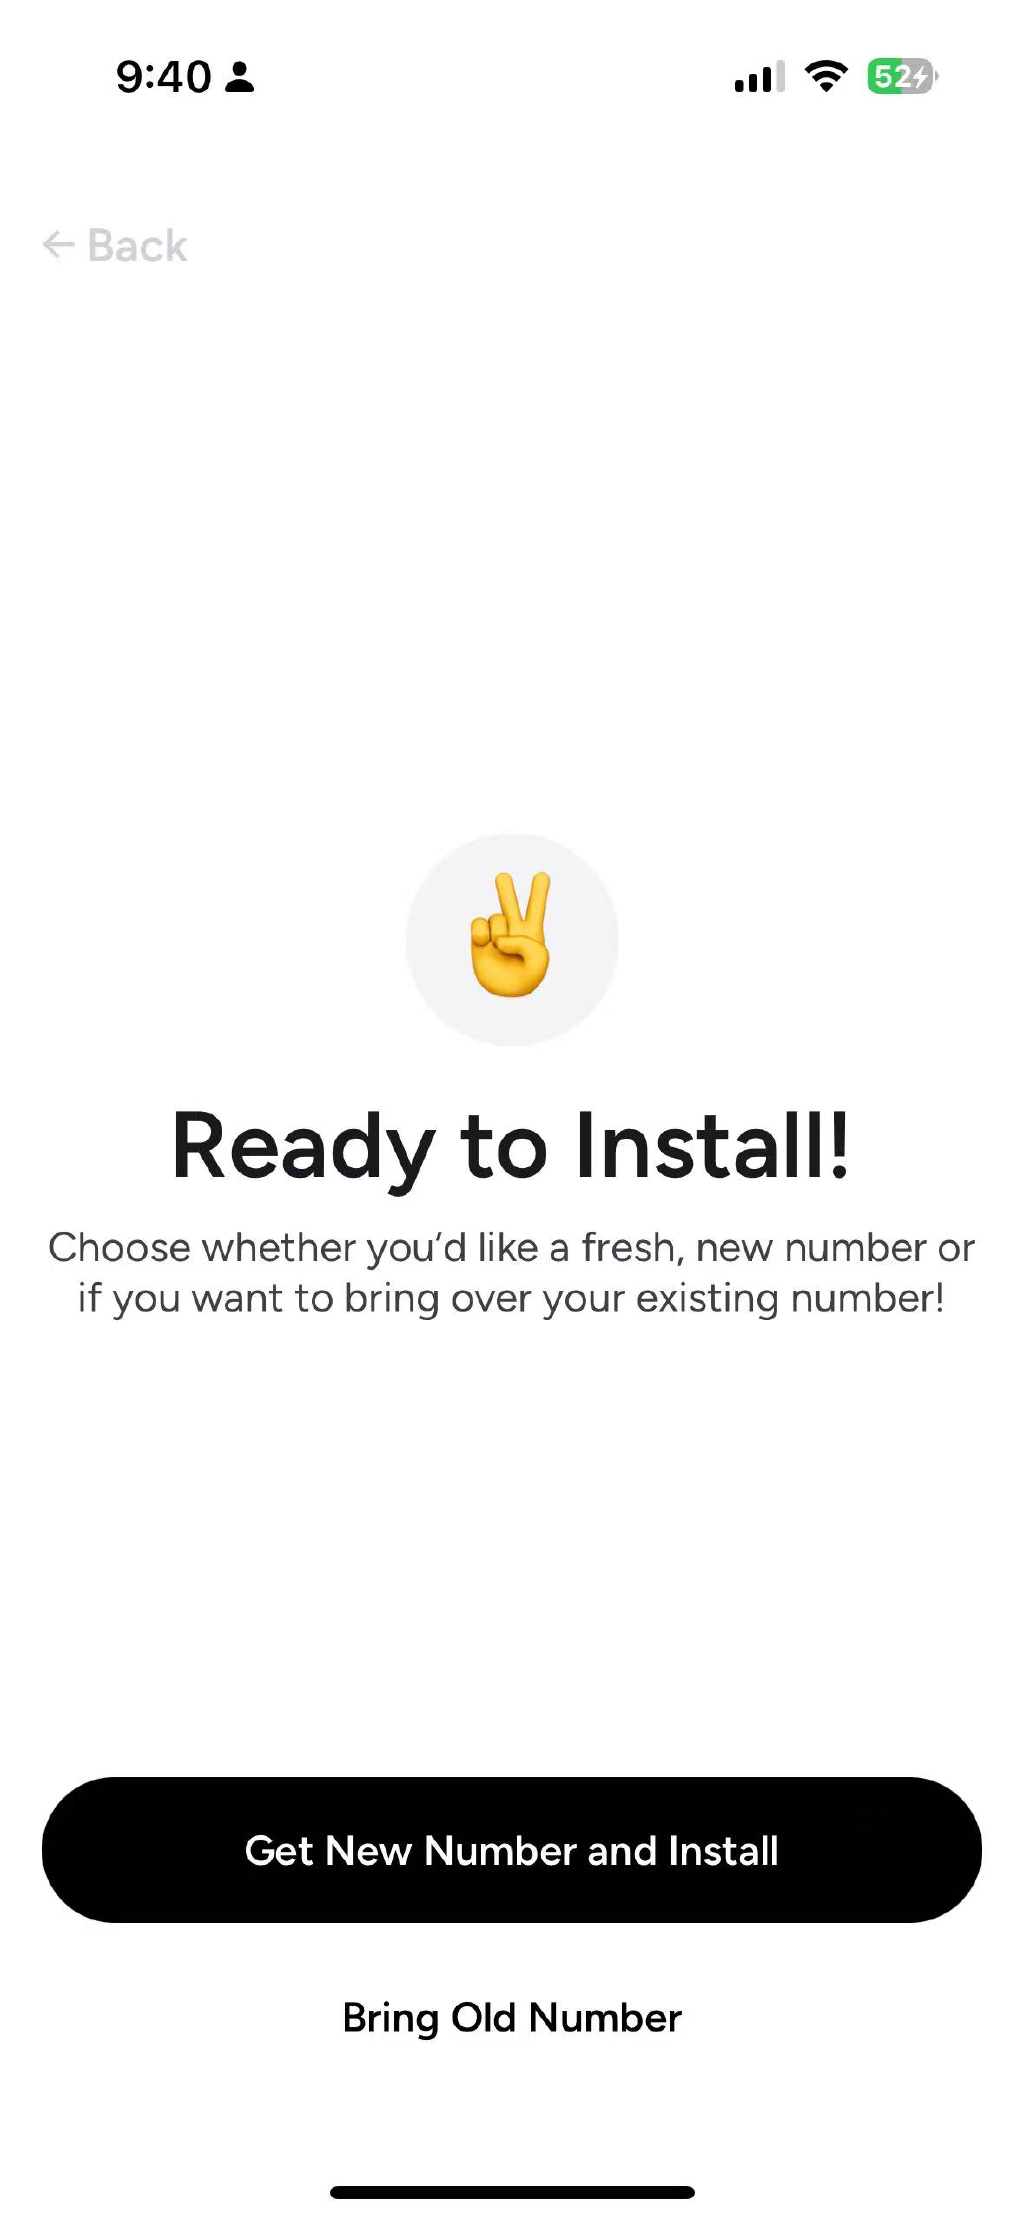 9:40
52
← Back
Ready to Install!
Choose whether you’d like a fresh, new number or
if you want to bring over your existing number!
Get New Number and Install
Bring Old Number